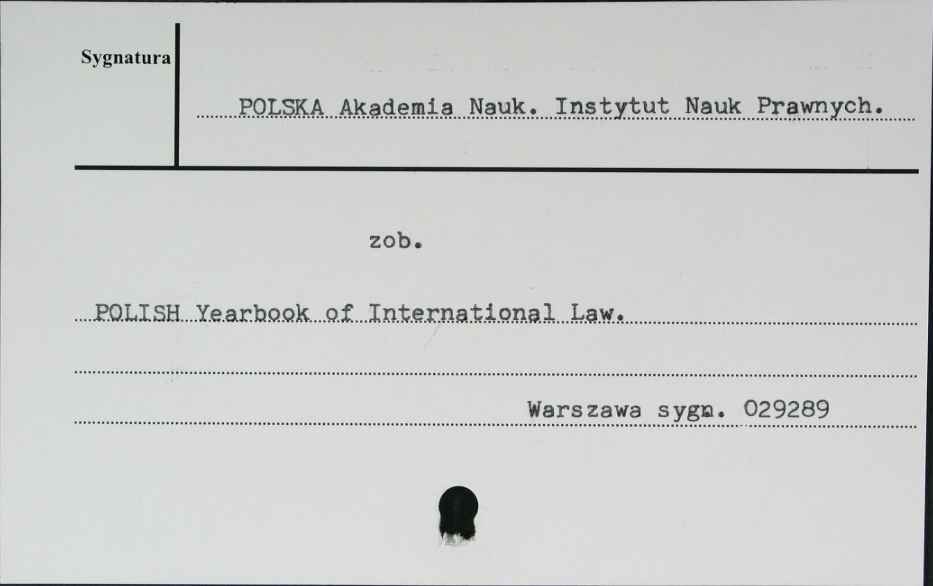 Sygnatura
POLSKA Akademia Nauk. Instytut Nauk Prawnych.
zob.
POLISH Yearbook of International Law.
Warszawa sygn. 029289